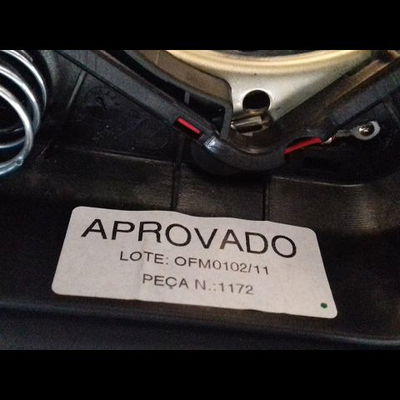 APROVADO
LOTE: OFM0102/11
PEÇA N.:1172